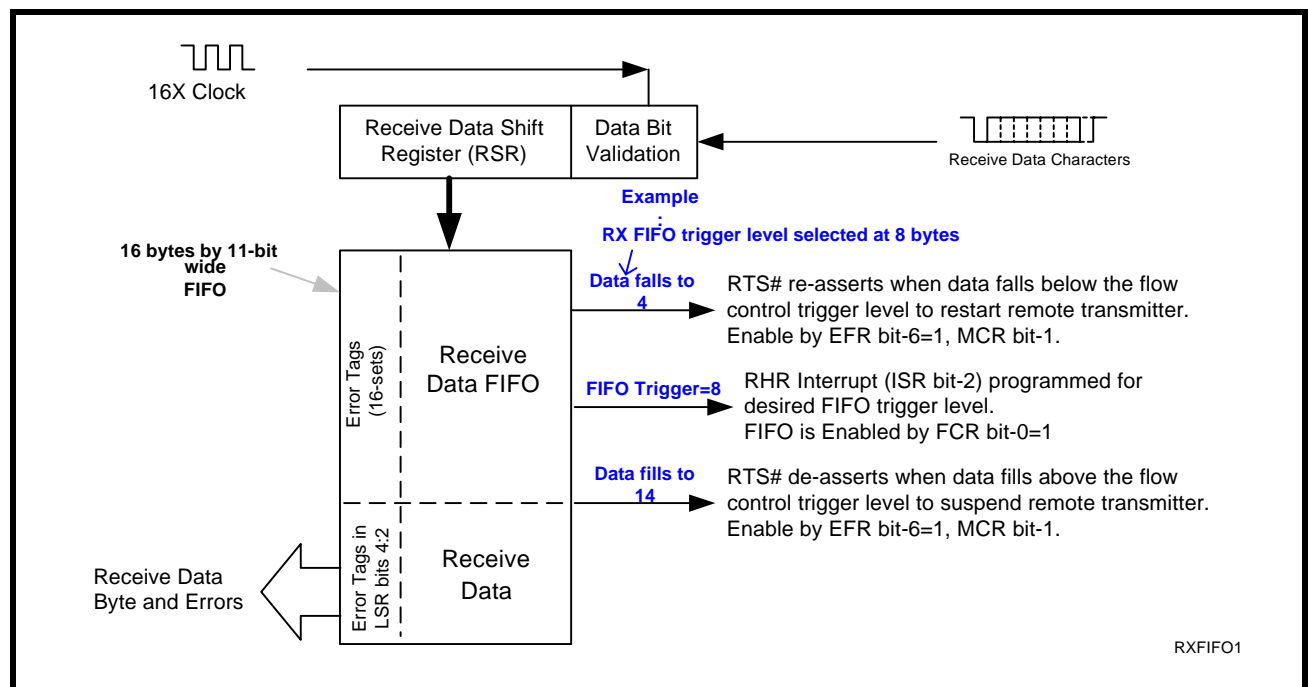 16X Clock
Receive Data Shift
Register (RSR)
Data Bit
Validation
Receive Data Characters
Example
:
RX FIFO trigger level selected at 8 bytes
16 bytes by 11-bit
wide
FIFO
Error Tags
(16-sets)
Receive
Data FIFO
Data falls to
4
RTS# re-asserts when data falls below the flow
control trigger level to restart remote transmitter.
Enable by EFR bit-6=1, MCR bit-1.
FIFO Trigger=8
RHR Interrupt (ISR bit-2) programmed for
desired FIFO trigger level.
FIFO is Enabled by FCR bit-0=1
Data fills to
14
RTS# de-asserts when data fills above the flow
control trigger level to suspend remote transmitter.
Enable by EFR bit-6=1, MCR bit-1.
Error Tags in
LSR bits 4:2
Receive
Data
Receive Data
Byte and Errors
RXFIFO1